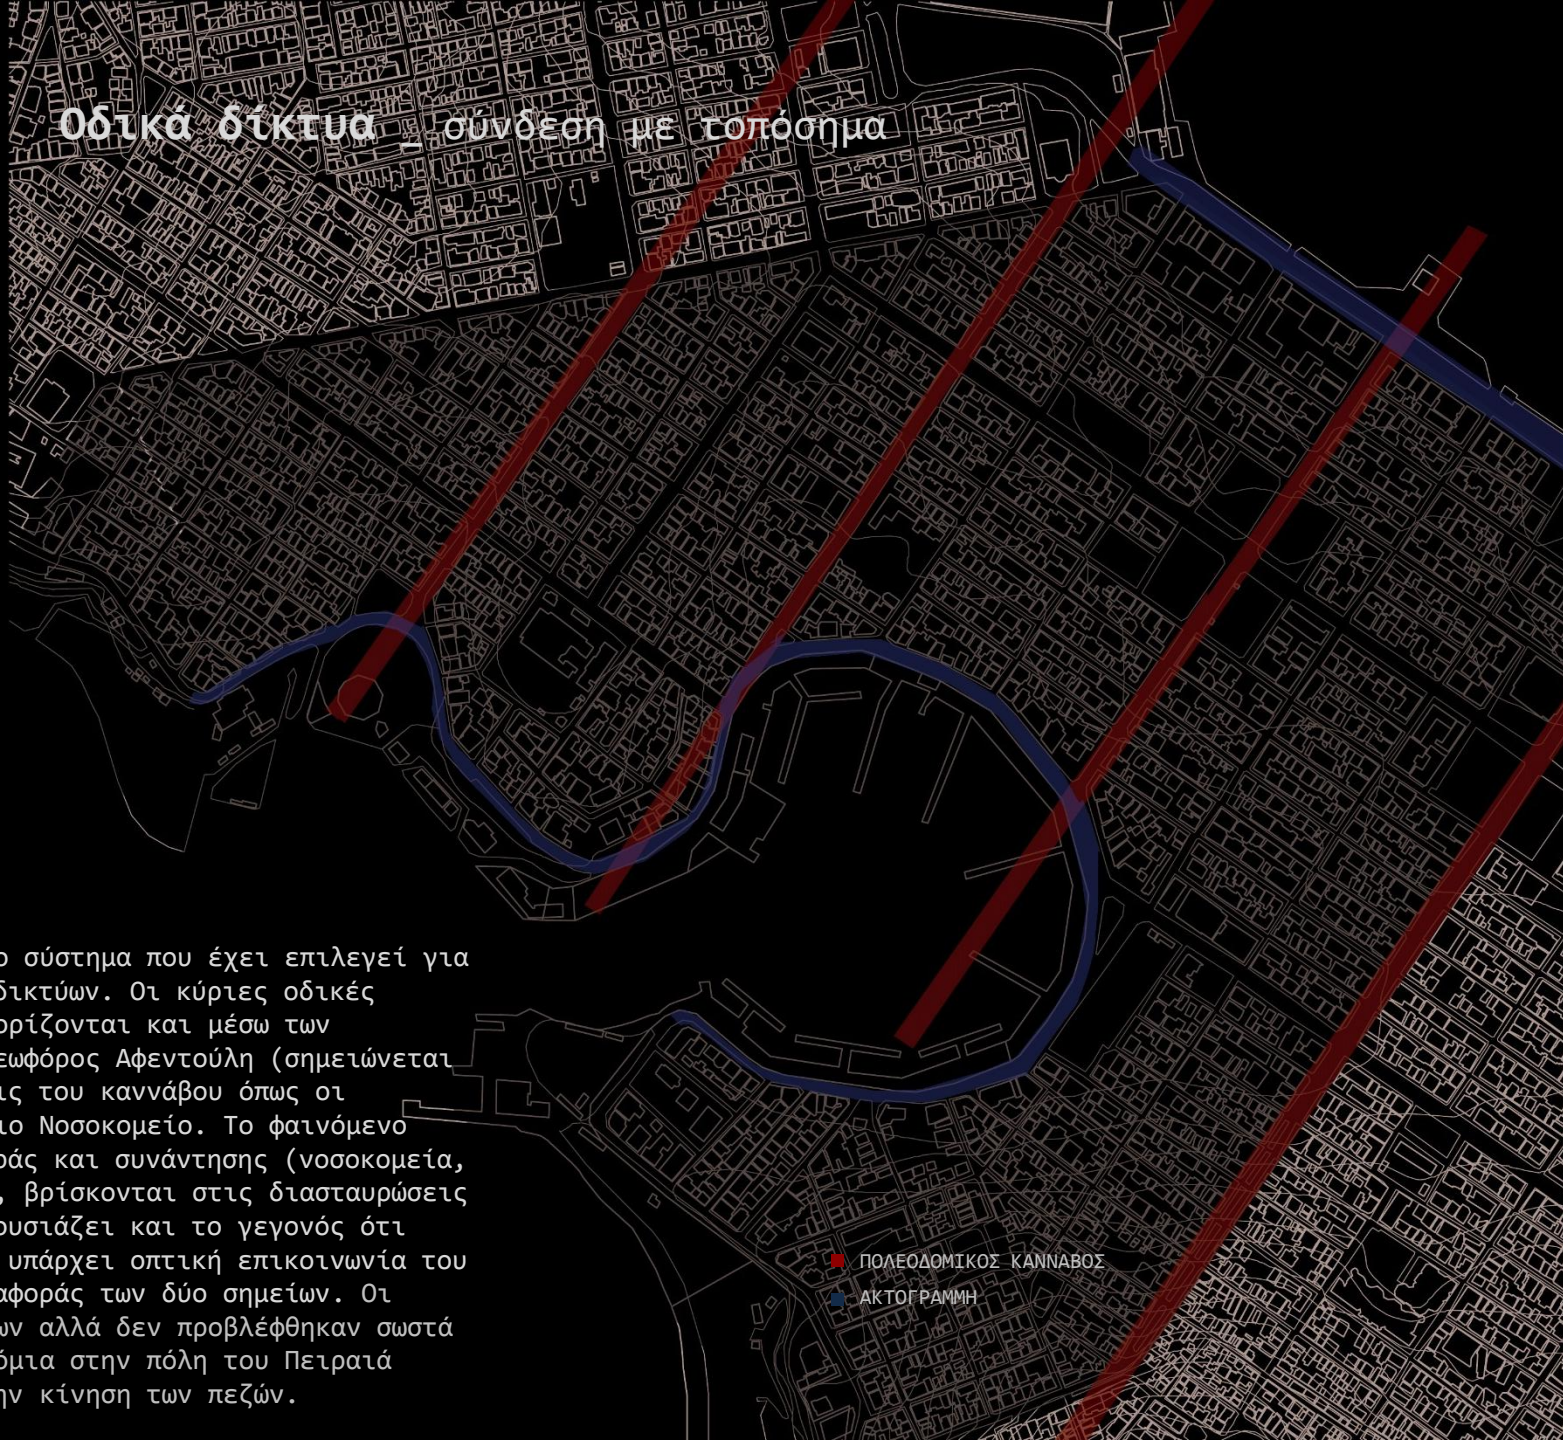 Οδικά δίκτυα _ σύνδεση με τοπόσημα
σύστημα που έχει επιλεγεί για
δικτύων. Οι κύριες οδικές
ορίζονται και μέσω των
εωφόρος Αφεντούλη (σημειώνεται
ις του καννάβου όπως οι
ιο Νοσοκομείο. Το φαινόμενο
ράς και συνάντησης (νοσοκομεία,
, βρίσκονται στις διασταυρώσεις
ουσιάζει και το γεγονός ότι
υπάρχει οπτική επικοινωνία του
αφοράς των δύο σημείων. Οι
ων αλλά δεν προβλέφθηκαν σωστά
όμια στην πόλη του Πειραιά
ην κίνηση των πεζών.
ΠΟΛΕΟΔΟΜΙΚΟΣ ΚΑΝΝΑΒΟΣ
ΑΚΤΟΓΡΑΜΜΗ